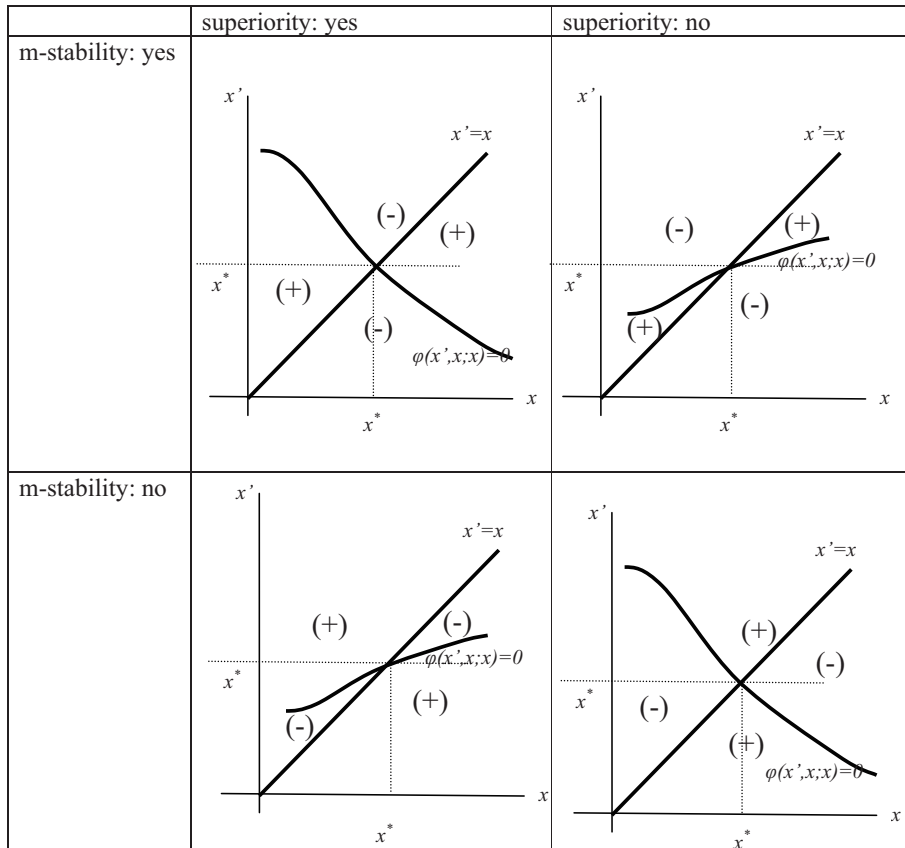 superiority: yes
superiority: no
m-stability: yes
x’
x’=x
(-)
(+)
x*
(+)
(-)
φ(x’,x;x)=0
x
x*
x’
x’=x
(-)
(+)
φ(x’,x;x)=0
x*
(+)
(-)
x
x*
m-stability: no
x’
x’=x
(+)
(-)
φ(x’,x;x)=0
x*
(-)
(+)
x
x*
x’
x’=x
(+)
(-)
x*
(-)
(+)
φ(x’,x;x)=0
x
x*